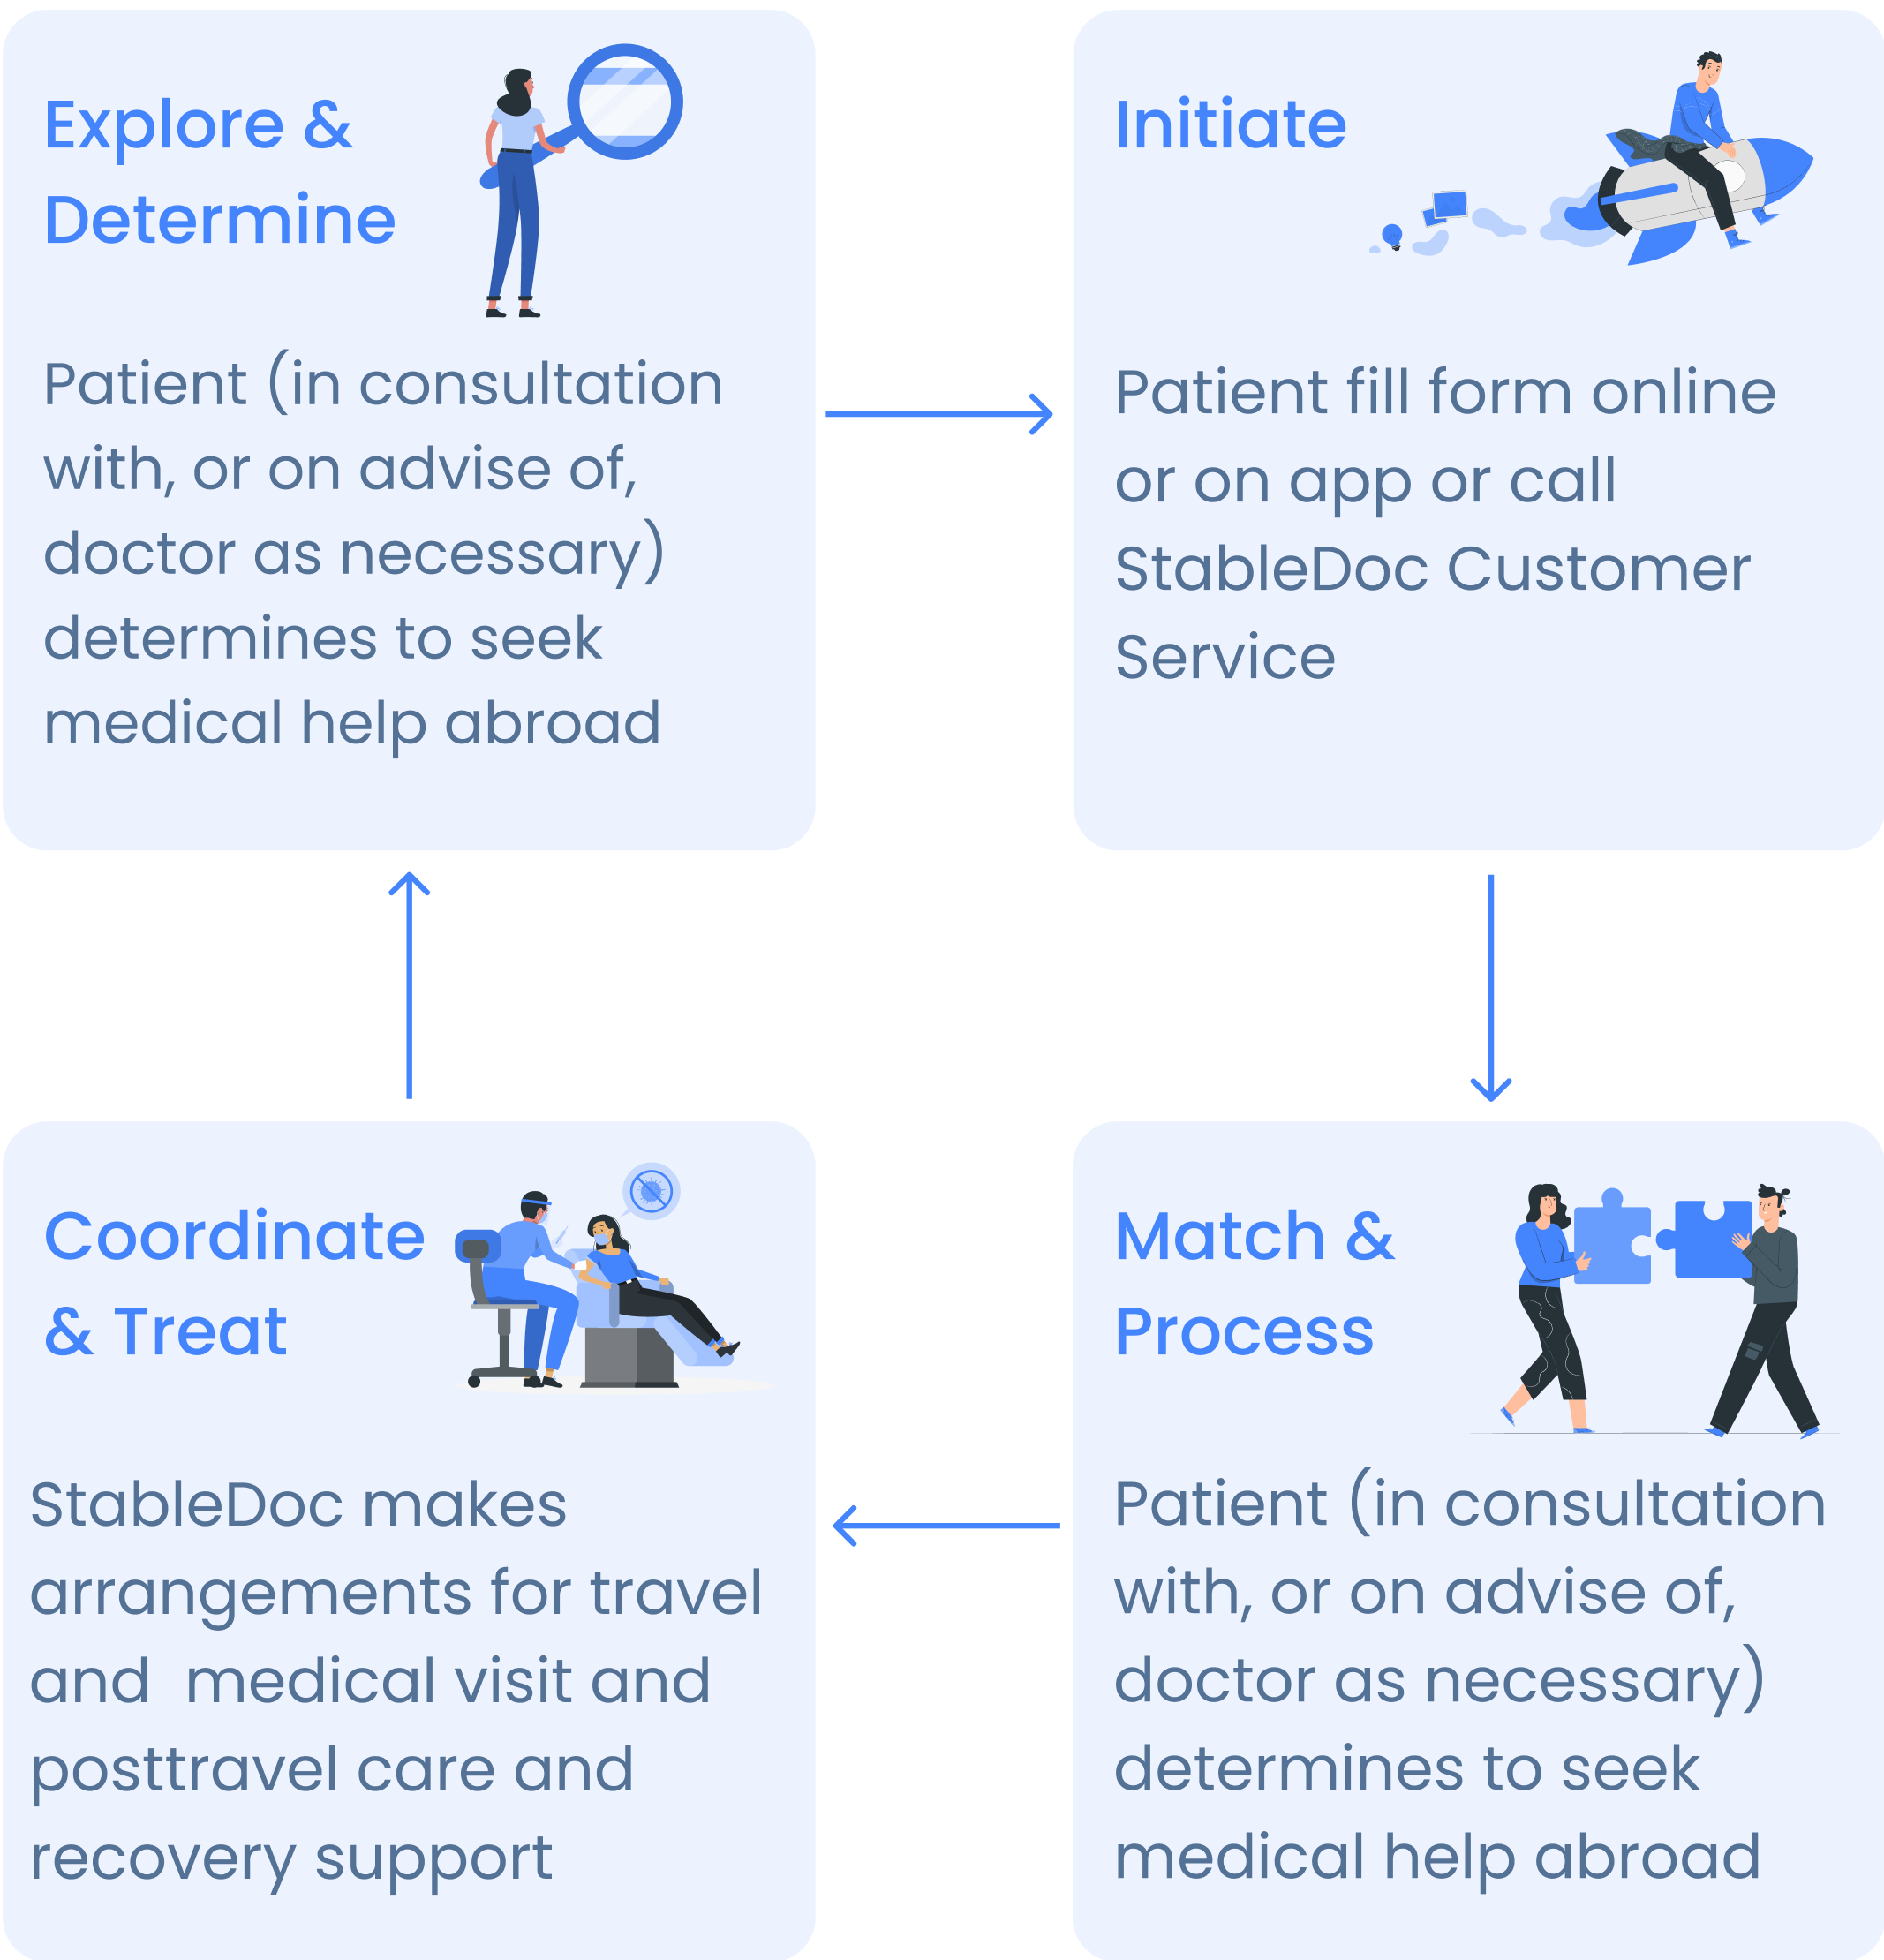 Explore &
Determine
Patient (in consultation
with, or on advise of,
doctor as necessary)
determines to seek
medical help abroad
Initiate
Patient fill form online
or on app or call
StableDoc Customer
Service
Match &
Process
Patient (in consultation
with, or on advise of,
doctor as necessary)
determines to seek
medical help abroad
Coordinate
& Treat
StableDoc makes
arrangements for travel
and  medical visit and
posttravel care and
recovery support